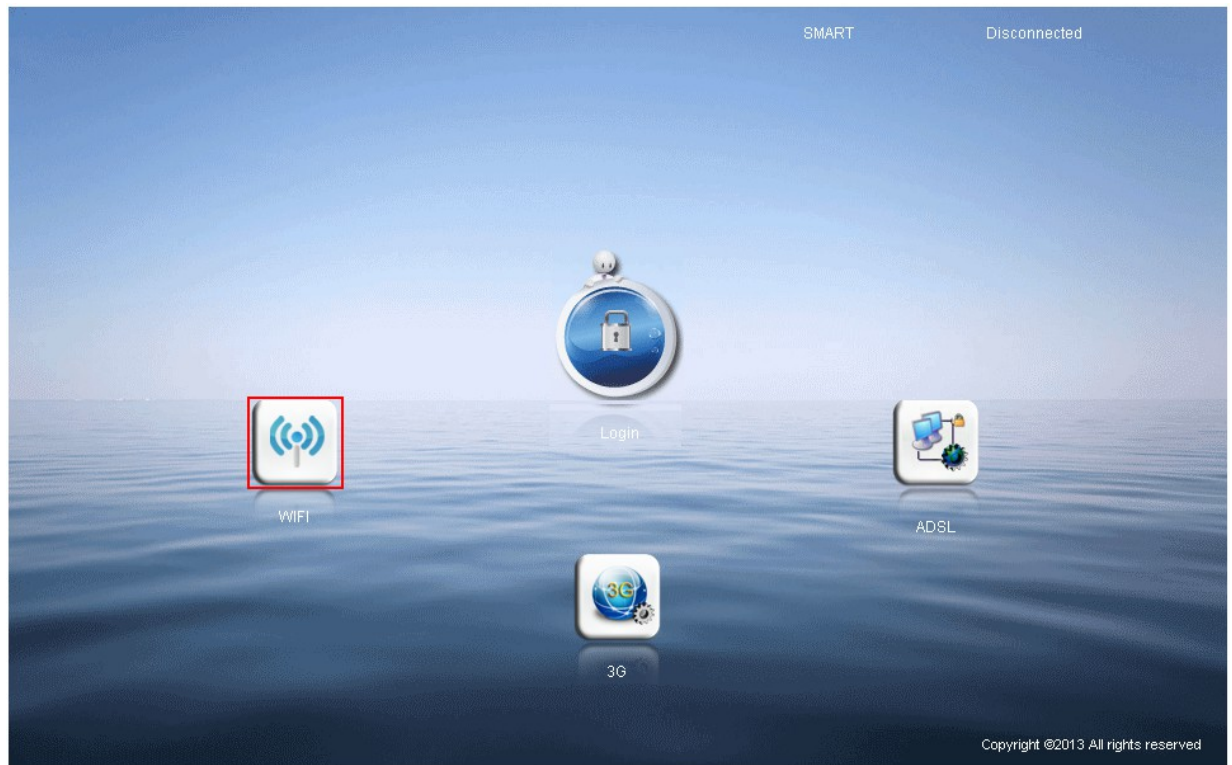 SMART Disconnected
Login
WIFI
ADSL
3G
3G
Copyright ©2013 All rights reserved